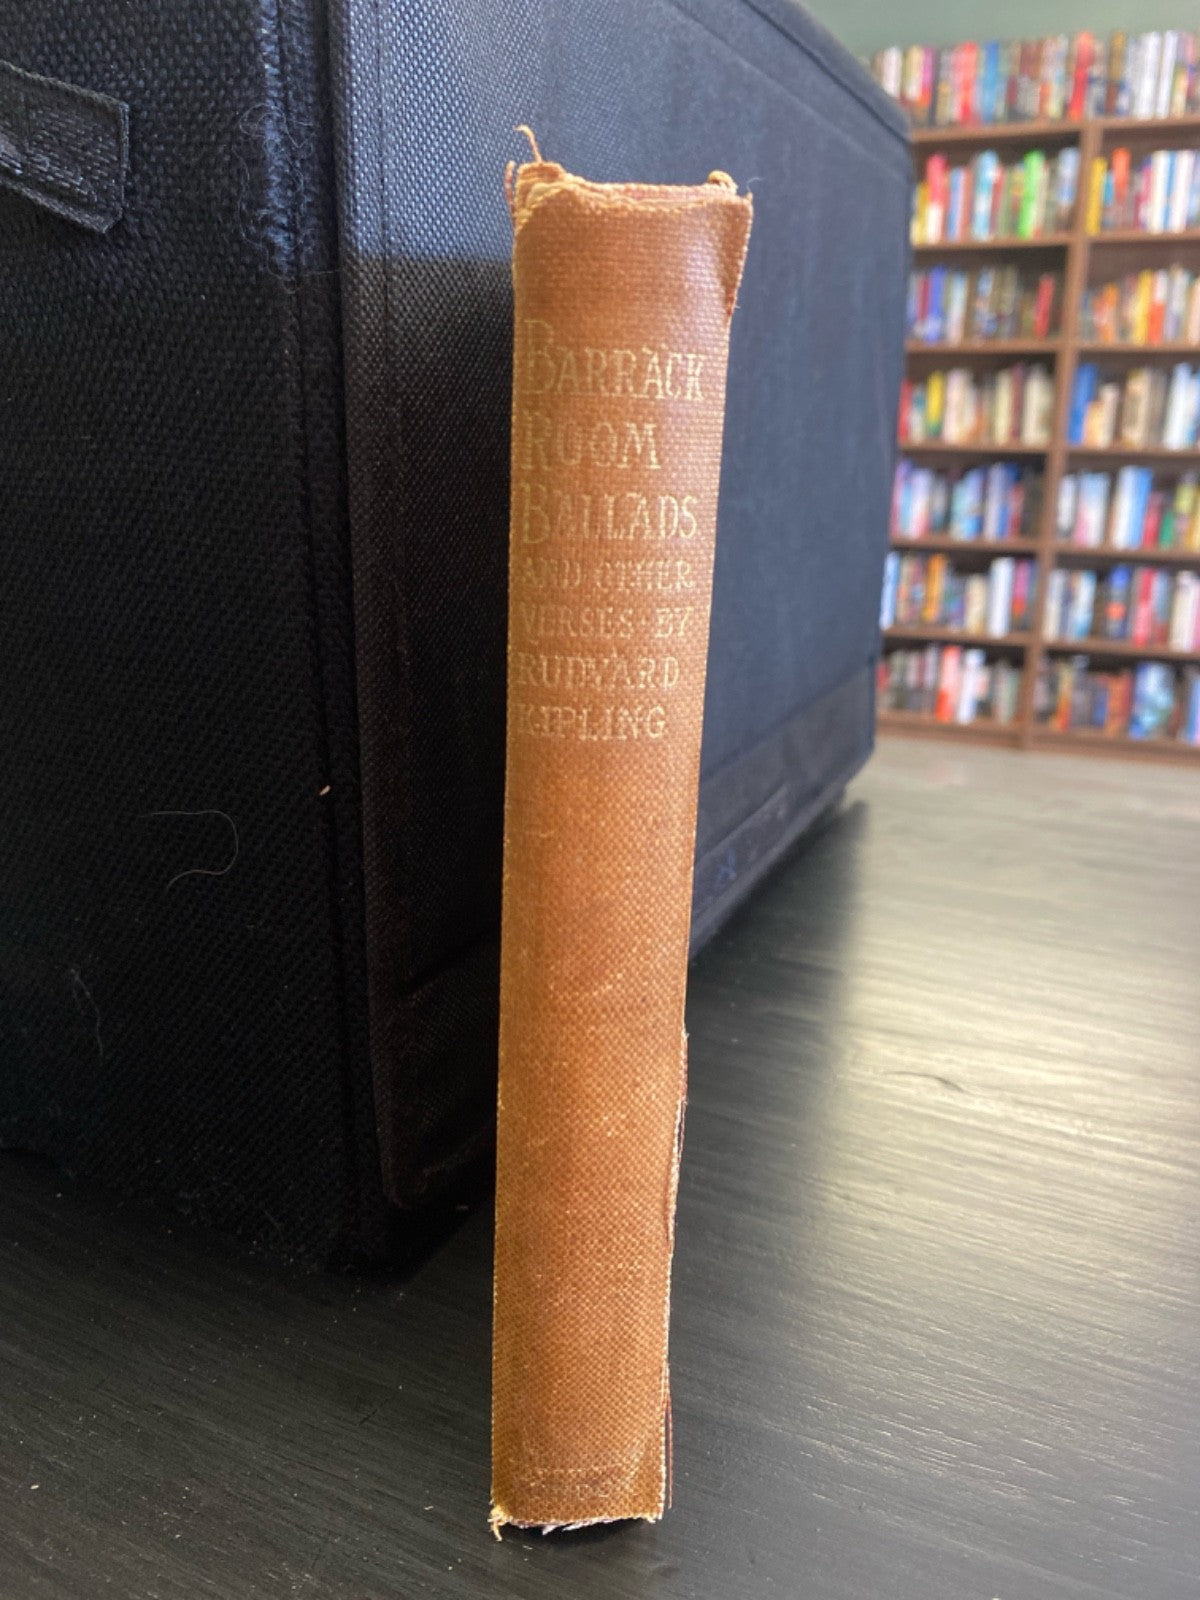 BARRACK
ROOM
BALLADS
AND OTHER
VERSES · BY
RUDYARD
KIPLING